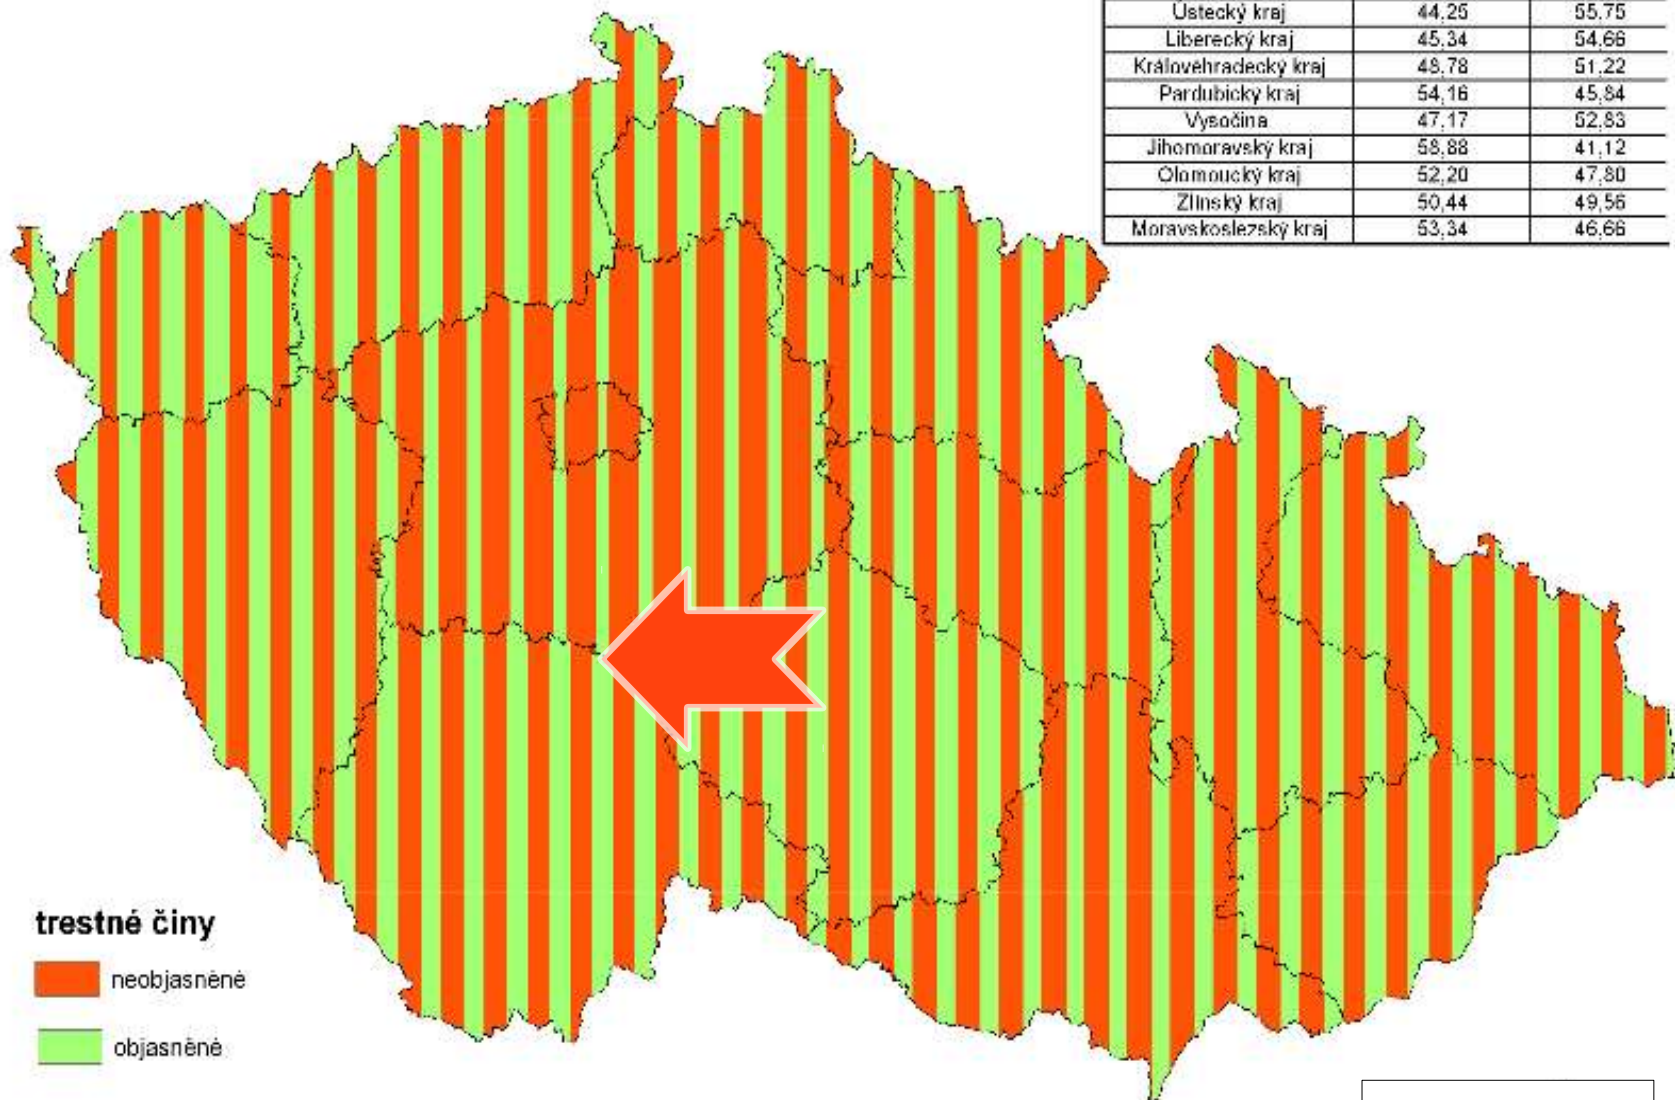 Ústecký kraj 44,25 55,75
Liberecký kraj 45,34 54,66
Královéhradecký kraj 48,78 51,22
Pardubický kraj 54,16 45,84
Vysočina 47,17 52,83
Jihomoravský kraj 58,88 41,12
Olomoucký kraj 52,20 47,80
Zlínský kraj 50,44 49,56
Moravskoslezský kraj 53,34 46,66
trestné činy
neobjasněné
objasněné